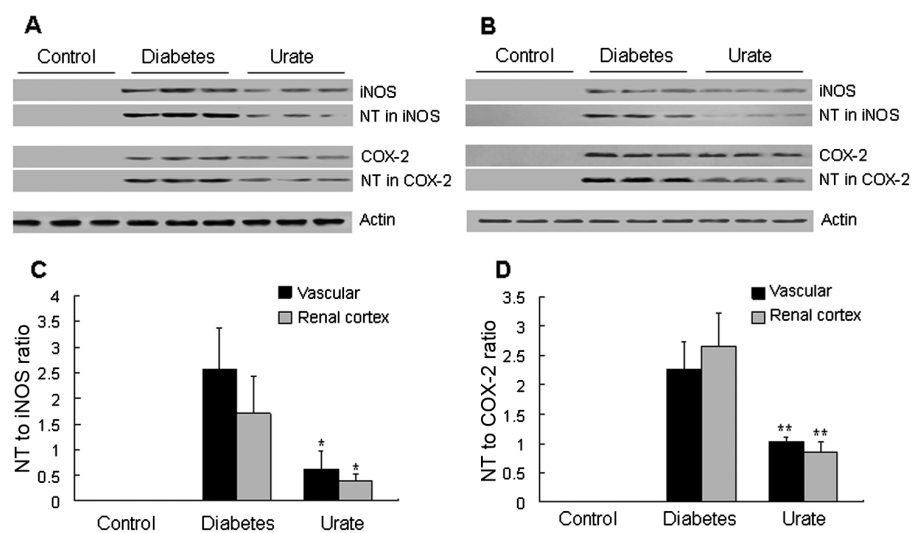 A
Control Diabetes Urate
iNOS
NT in iNOS
COX-2
NT in COX-2
Actin
B
Control Diabetes Urate
iNOS
NT in iNOS
COX-2
NT in COX-2
Actin
C
Vascular
Renal cortex
NT to iNOS ratio
4
3.5
3
2.5
2
1.5
1
0.5
0
* *
Control Diabetes Urate
D
Vascular
Renal cortex
NT to COX-2 ratio
3.5
3
2.5
2
1.5
1
0.5
0
** **
Control Diabetes Urate